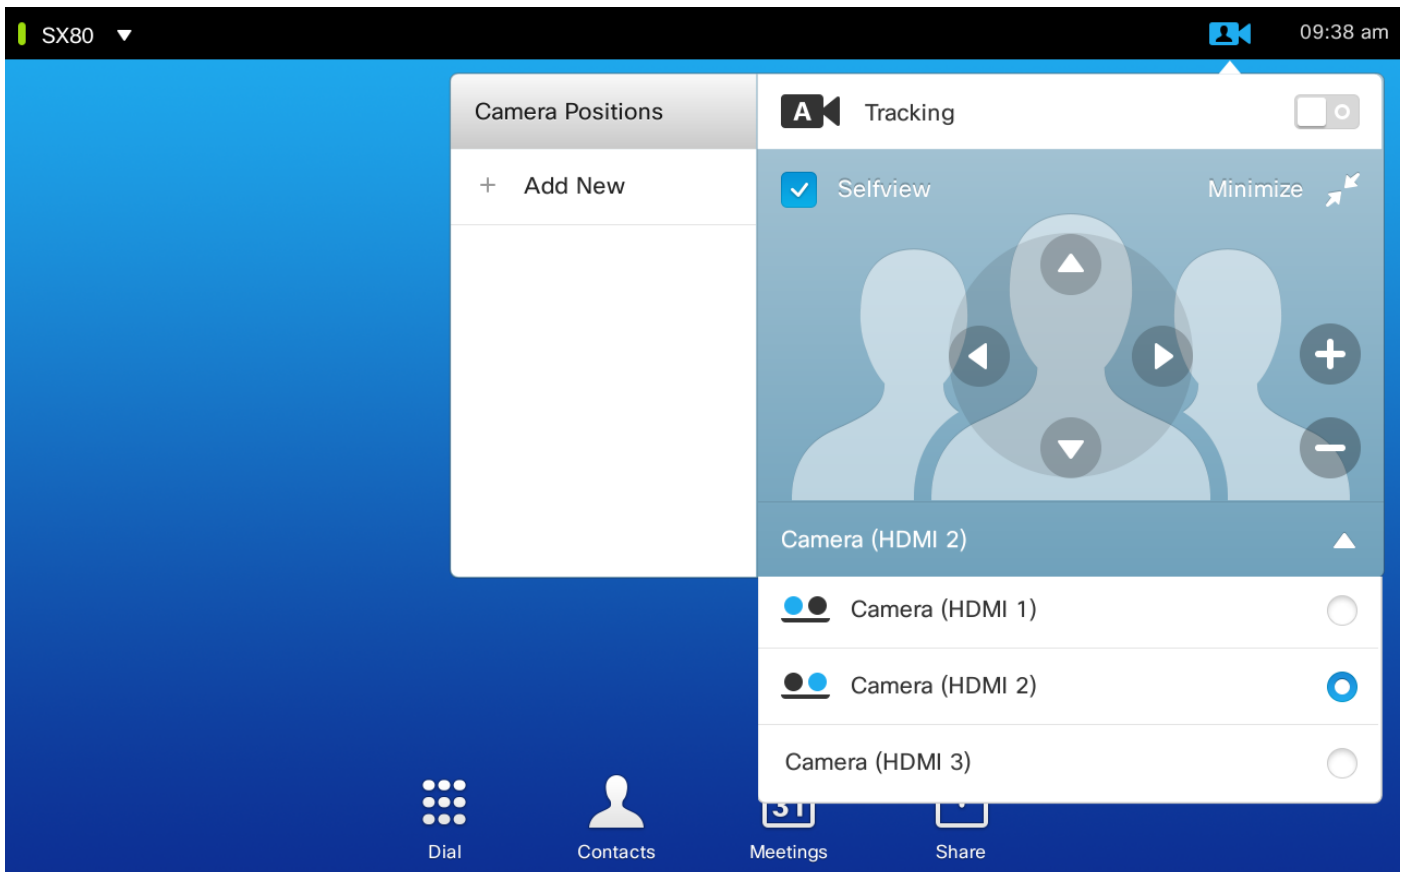 SX80
09:38 am
Camera Positions
Add New
A
Tracking
Selfview
Minimize
Camera (HDMI 2)
Camera (HDMI 1)
Camera (HDMI 2)
Camera (HDMI 3)
31
Dial
Contacts
Meetings
Share